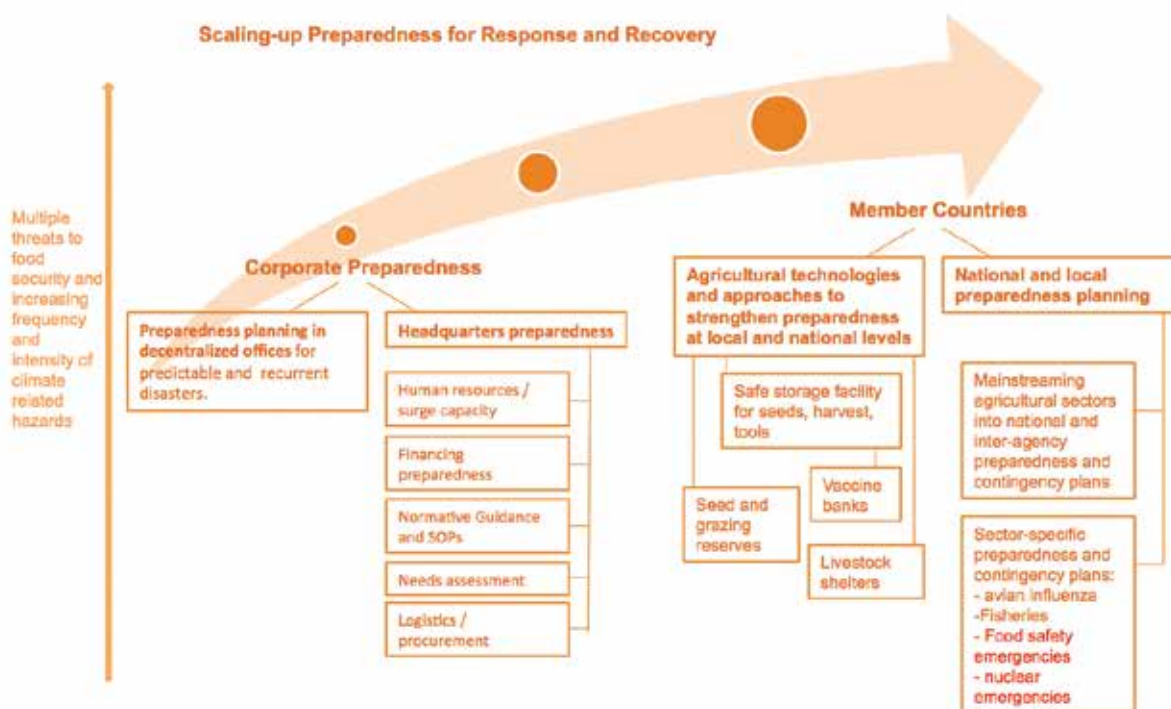 Scaling-up Preparedness for Response and Recovery
Multiple
threats to
food
security and
increasing
frequency
and
intensity of
climate
related
hazards
Corporate Preparedness
Preparedness planning in
decentralized offices for
predictable and recurrent
disasters.
Headquarters preparedness
Human resources /
surge capacity
Financing
preparedness
Normative Guidance
and SOPs
Needs assessment
Logistics /
procurement
Member Countries
Agricultural technologies
and approaches to
strengthen preparedness
at local and national levels
Safe storage facility
for seeds, harvest,
tools
Vaccine
banks
Seed and
grazing
reserves
Livestock
shelters
National and local
preparedness planning
Mainstreaming
agricultural sectors
into national and
inter-agency
preparedness and
contingency plans
Sector-specific
preparedness and
contingency plans:
- avian influenza
-Fisheries
- Food safety
emergencies
- nuclear
emergencies